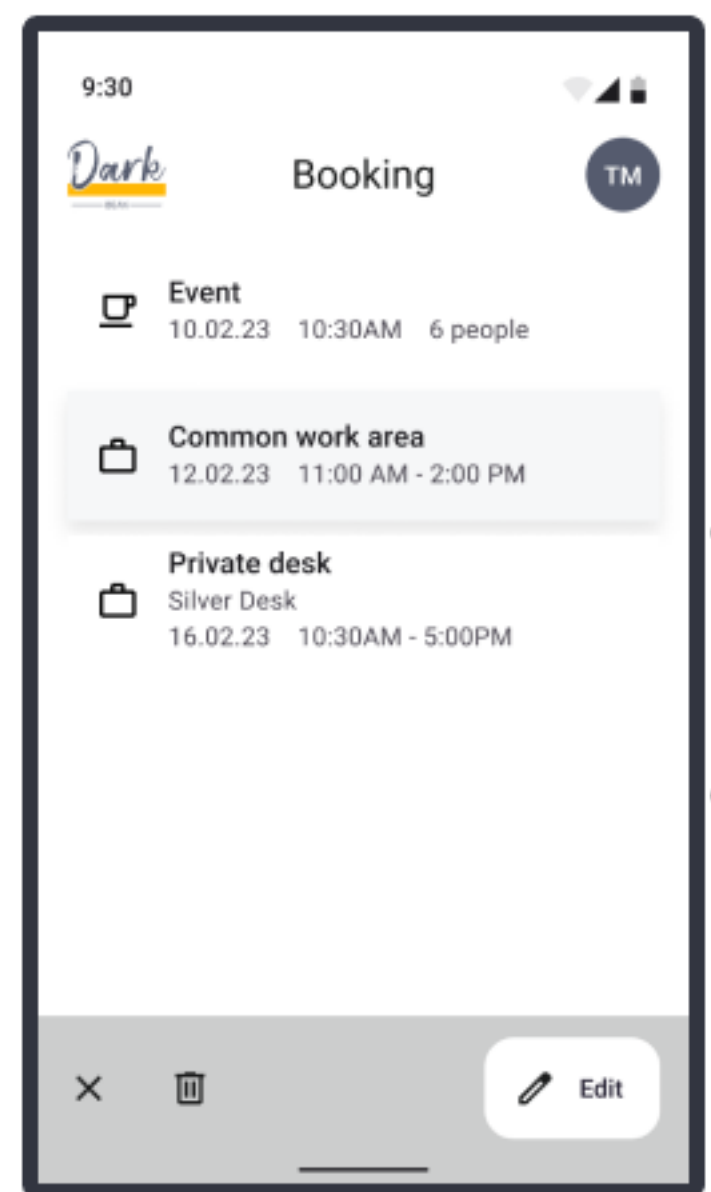 9:30
Dark
Booking
TM
Event
10.02.23 10:30AM 6 people
Common work area
12.02.23 11:00 AM - 2:00 PM
Private desk
Silver Desk
16.02.23 10:30AM - 5:00PM
Edit